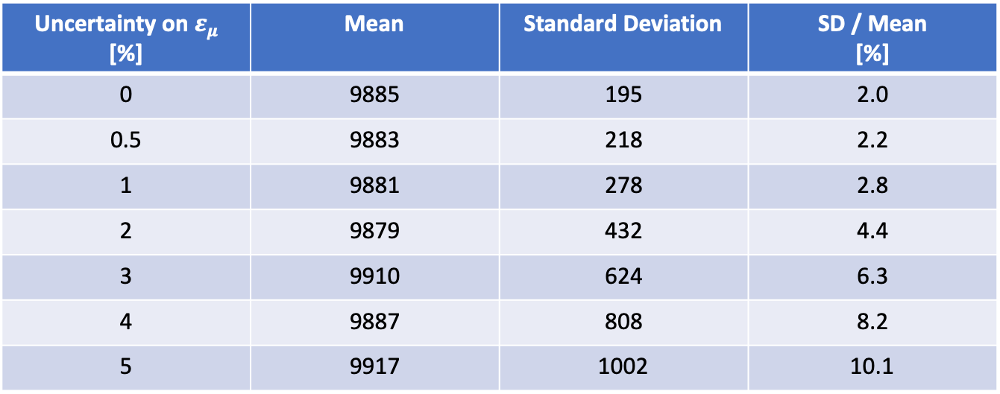 Uncertainty on εμ [%] Mean Standard Deviation SD / Mean [%]
0 9885 195 2.0
0.5 9883 218 2.2
1 9881 278 2.8
2 9879 432 4.4
3 9910 624 6.3
4 9887 808 8.2
5 9917 1002 10.1